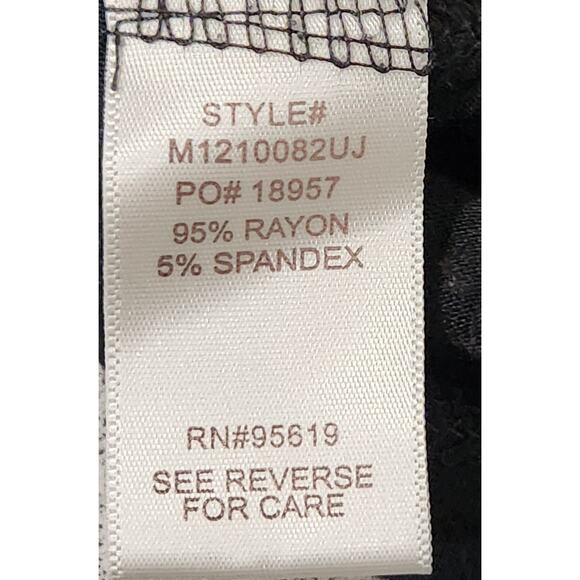 STYLE#
M1210082UJ
PO# 18957
95% RAYON
5% SPANDEX
RN#95619
SEE REVERSE
FOR CARE